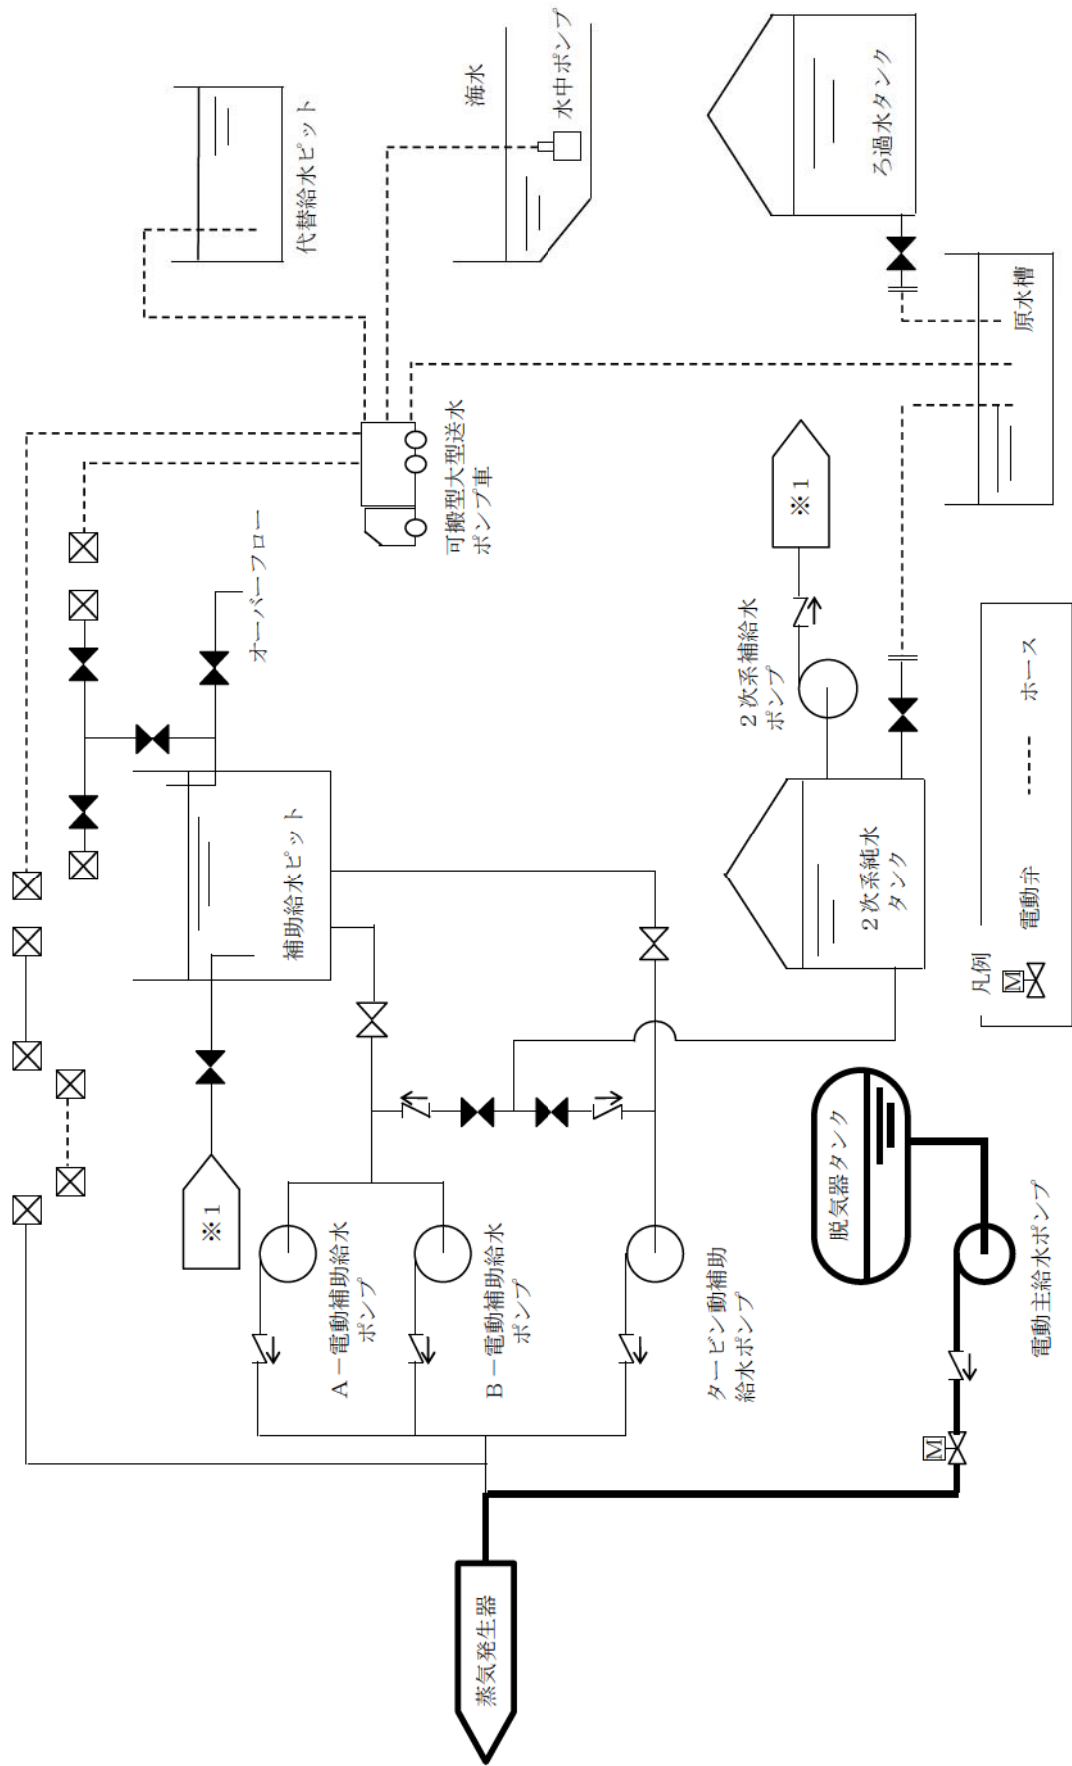 代替給水ピット
海水
水中ポンプ
ろ過水タンク
原水槽
可搬型大型送水
ポンプ車
オーバーフロー
※1
2次系補給水
ポンプ
補助給水ピット
2次系純水
タンク
凡例
M
電動弁
ホース
※1
A－電動補助給水
ポンプ
B－電動補助給水
ポンプ
タービン動補助
給水ポンプ
脱気器タンク
電動主給水ポンプ
M
蒸気発生器